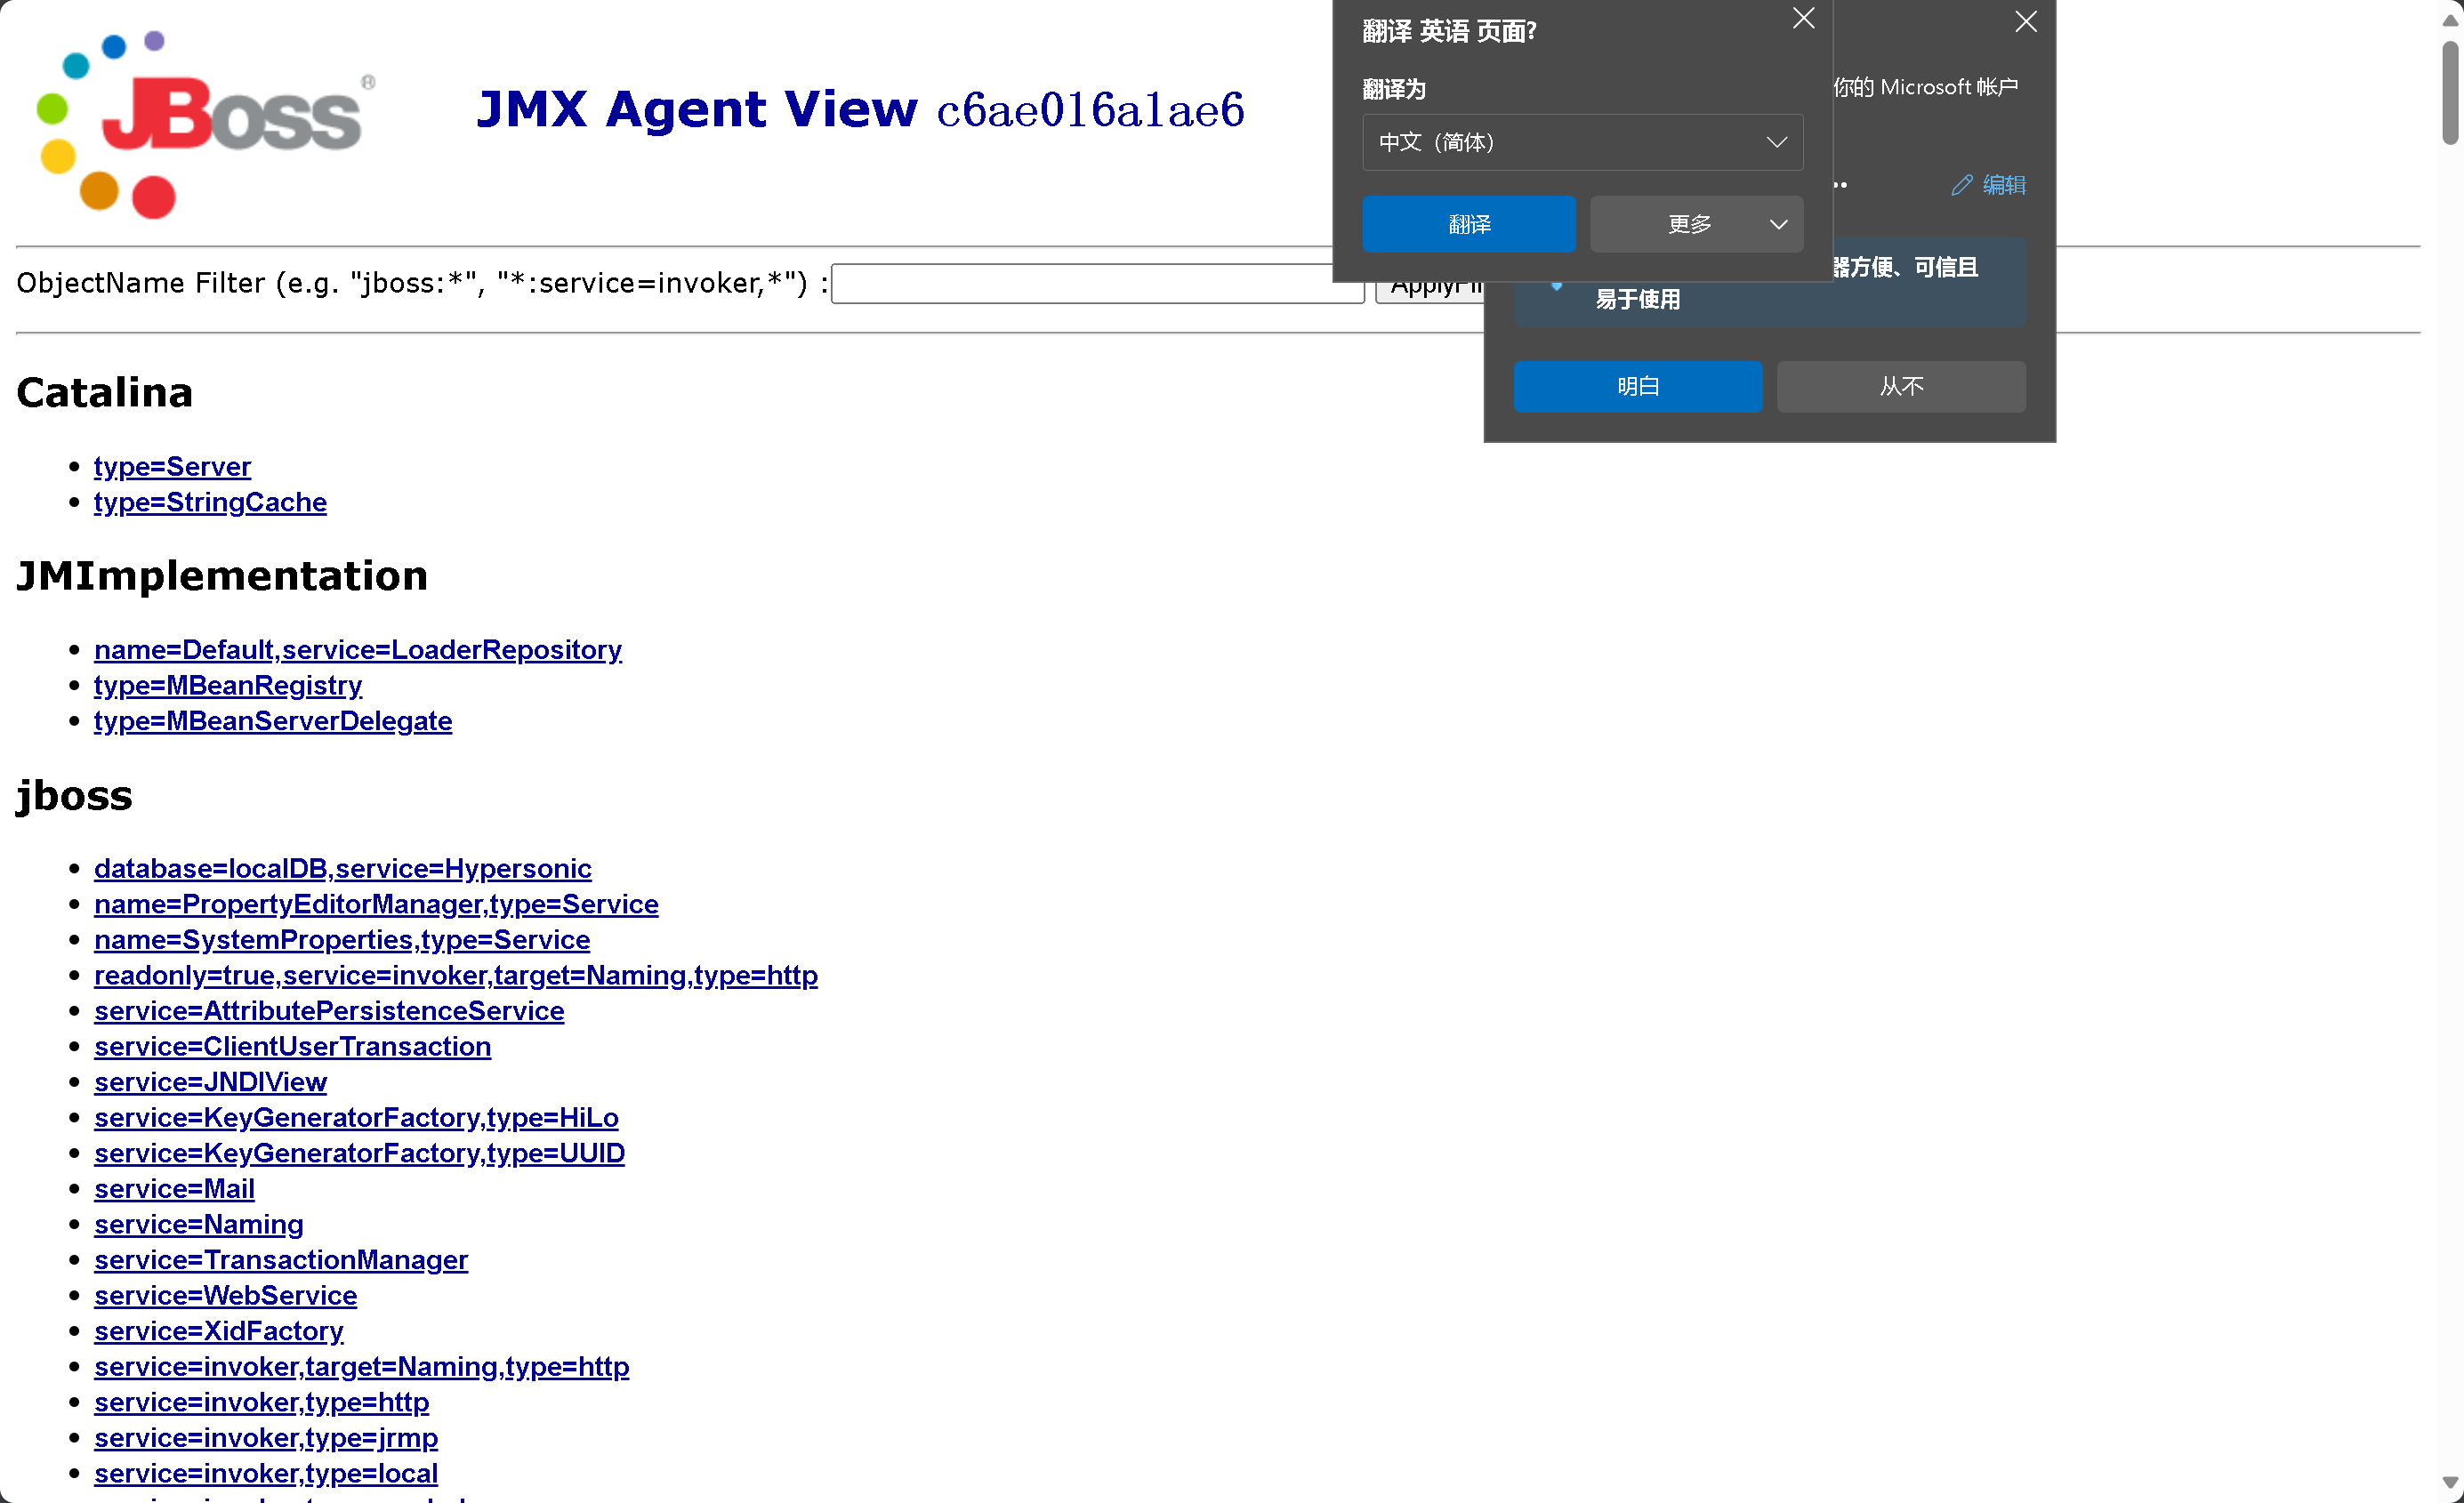 JBoss®
JMX Agent View c6ae016a1ae6
翻译 英语 页面?
翻译为
中文（简体）
翻译
更多
你的 Microsoft 帐户
编辑
器方便、可信且
易于使用
明白
从不
ObjectName Filter (e.g. "jboss:*", "*:service=invoker,*") :
Catalina
type=Server
type=StringCache
JMImplementation
name=Default,service=LoaderRepository
type=MBeanRegistry
type=MBeanServerDelegate
jboss
database=localDB,service=Hypersonic
name=PropertyEditorManager,type=Service
name=SystemProperties,type=Service
readonly=true,service=invoker,target=Naming,type=http
service=AttributePersistenceService
service=ClientUserTransaction
service=JNDIView
service=KeyGeneratorFactory,type=HiLo
service=KeyGeneratorFactory,type=UUID
service=Mail
service=Naming
service=TransactionManager
service=WebService
service=XidFactory
service=invoker,target=Naming,type=http
service=invoker,type=http
service=invoker,type=jrmp
service=invoker,type=local